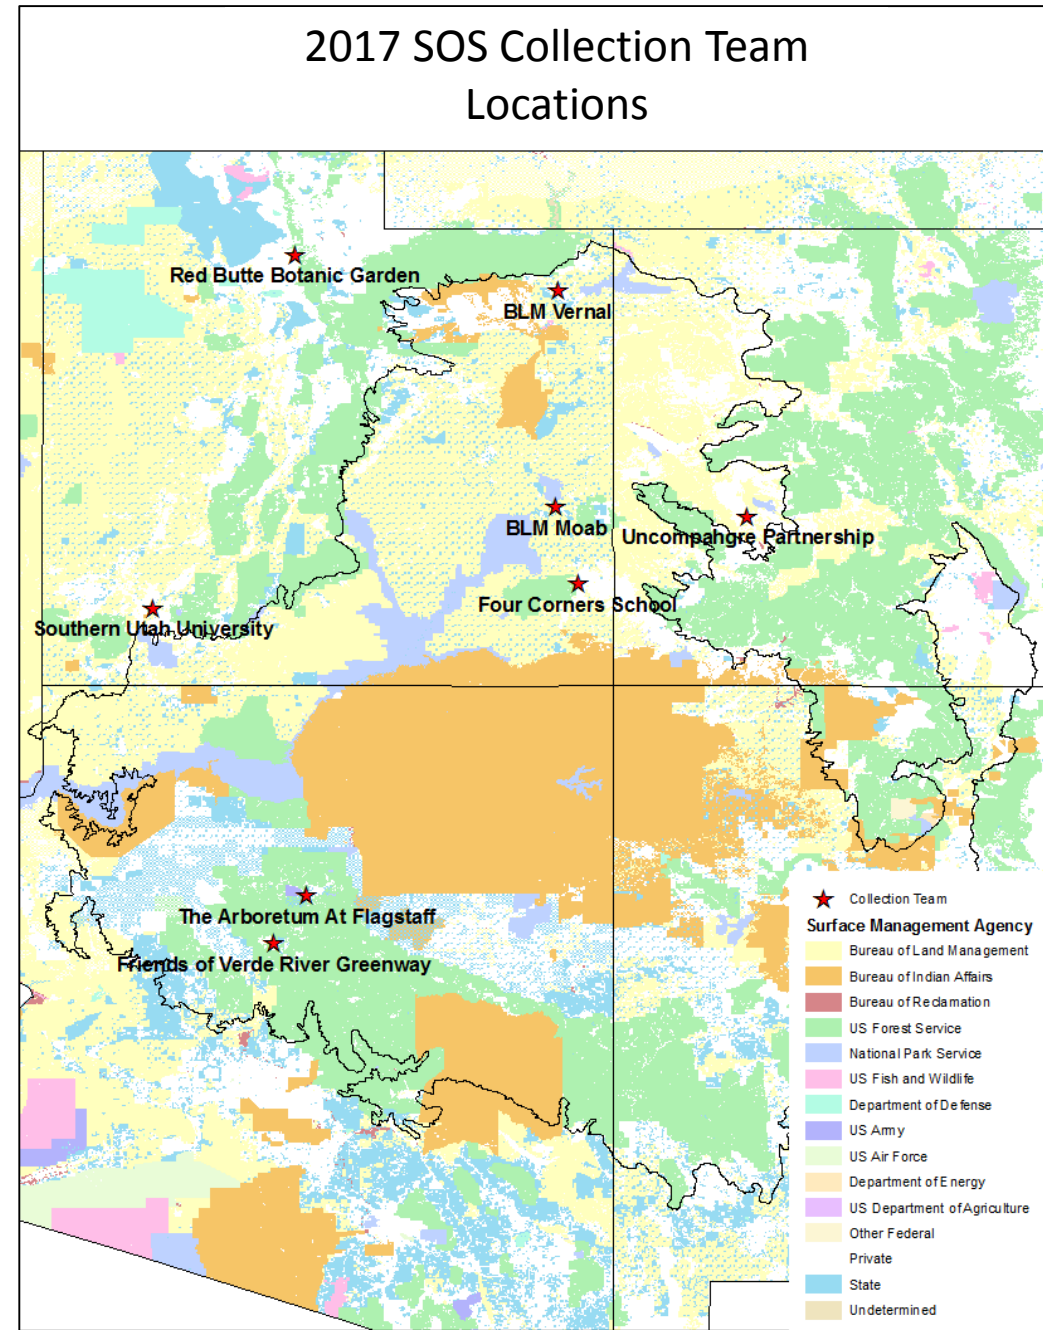 2017 SOS Collection Team
Locations
Red Butte Botanic Garden
BLM Vernal
BLM Moab
Uncompahgre Partnership
Four Corners School
Southern Utah University
The Arboretum At Flagstaff
Friends of Verde River Greenway
Collection Team
Surface Management Agency
Bureau of Land Management
Bureau of Indian Affairs
Bureau of Reclamation
US Forest Service
National Park Service
US Fish and Wildlife
Department of Defense
US Army
US Air Force
Department of Energy
US Department of Agriculture
Other Federal
Private
State
Undetermined